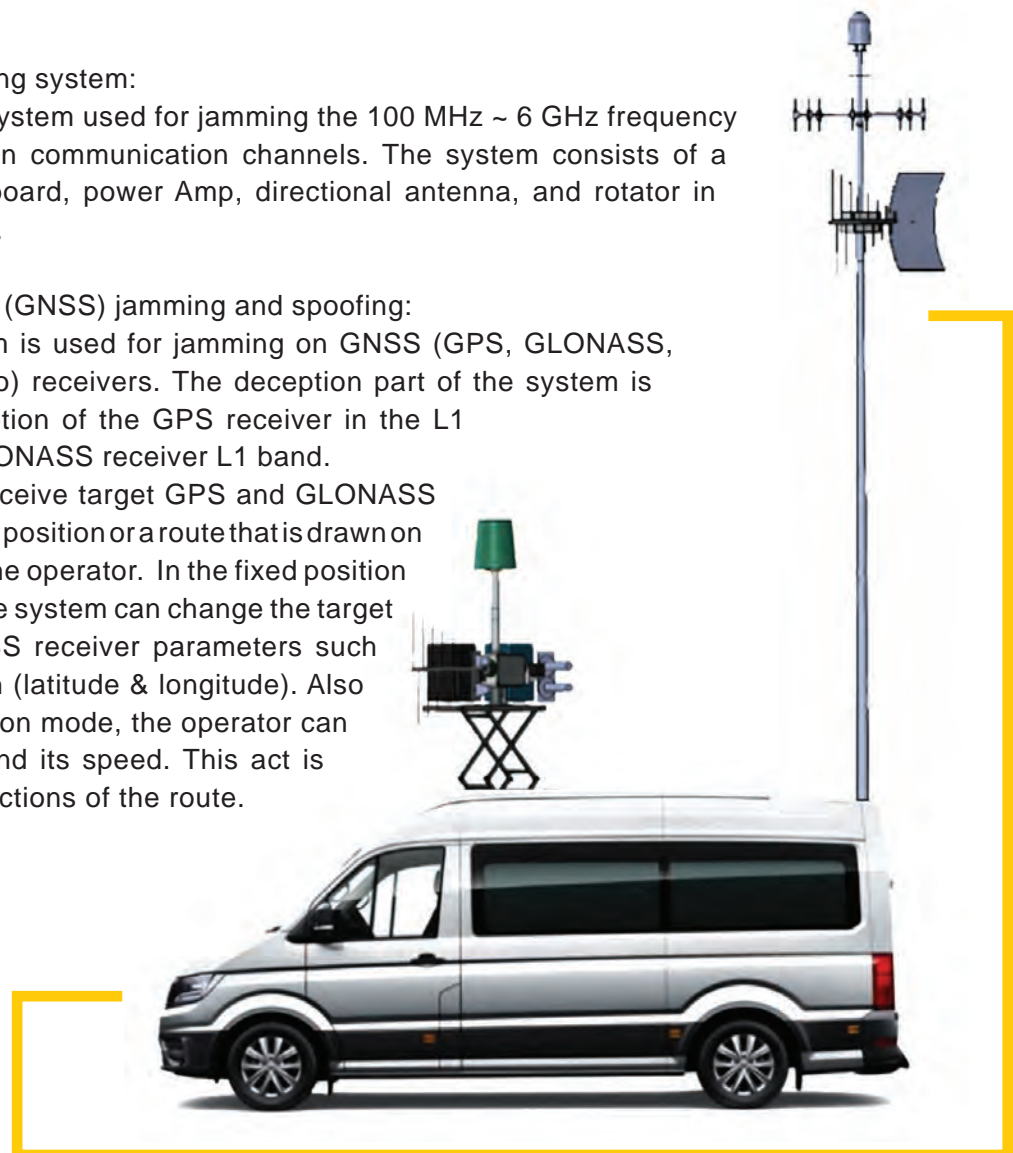 ng system:
ystem used for jamming the 100 MHz ~ 6 GHz frequency
n communication channels. The system consists of a
oard, power Amp, directional antenna, and rotator in
(GNSS) jamming and spoofing:
n is used for jamming on GNSS (GPS, GLONASS,
o) receivers. The deception part of the system is
tion of the GPS receiver in the L1
ONASS receiver L1 band.
ceive target GPS and GLONASS
position or a route that is drawn on
ne operator. In the fixed position
e system can change the target
SS receiver parameters such
n (latitude & longitude). Also
on mode, the operator can
nd its speed. This act is
ctions of the route.